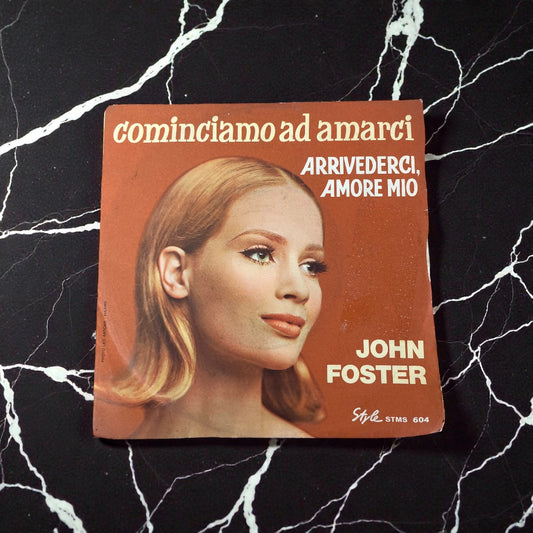 cominciamo ad amarci
ARRIVEDERCI,
AMORE MIO
JOHN
FOSTER
Style STMS 604